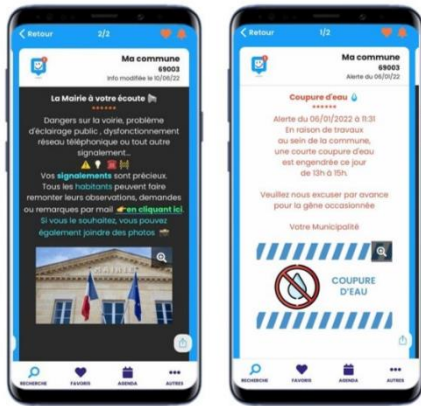 Retour
2/2
Ma commune
69003
Info modifiée le 10/06/22
La Mairie à votre écoute
Dangers sur la voirie, problème
d'éclairage public , dysfonctionnement
réseau téléphonique ou tout autre
signalement...
Vos signalements sont précieux.
Tous les habitants peuvent faire
remonter leurs observations, demandes
ou remarques par mail en cliquant ici.
Si vous le souhaitez, vous pouvez
également joindre des photos
MAIRIE
RECHERCHE
FAVORIS
AGENDA
AUTRES
Retour
1/2
Ma commune
69003
Alerte du 06/01/22
Coupure d'eau
Alerte du 06/01/2022 à 11:31
En raison de travaux
au sein de la commune,
une courte coupure d'eau
est engendrée ce jour
de 13h à 15h.
Veuillez nous excuser par avance
pour la gêne occasionnée
Votre Municipalité
COUPURE
D'EAU
RECHERCHE
FAVORIS
AGENDA
AUTRES